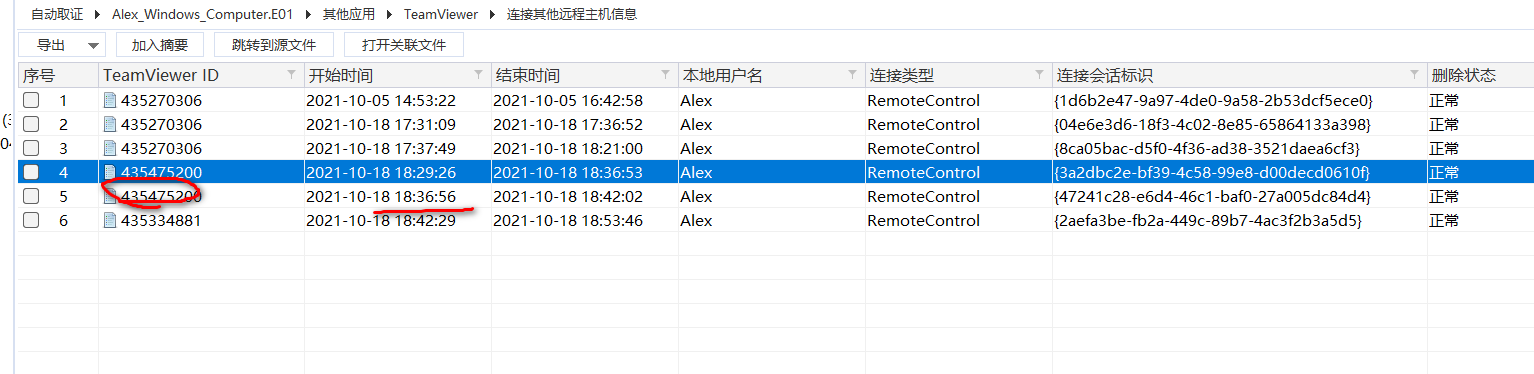 自动取证 ▸ Alex_Windows_Computer.E01 ▸ 其他应用 ▸ TeamViewer ▸ 连接其他远程主机信息
导出 加入摘要 跳转到源文件 打开关联文件
序号 TeamViewer ID 开始时间 结束时间 本地用户名 连接类型 连接会话标识 删除状态
1 435270306 2021-10-05 14:53:22 2021-10-05 16:42:58 Alex RemoteControl {1d6b2e47-9a97-4de0-9a58-2b53dcf5ece0} 正常
2 435270306 2021-10-18 17:31:09 2021-10-18 17:36:52 Alex RemoteControl {04e6e3d6-18f3-4c02-8e85-65864133a398} 正常
3 435270306 2021-10-18 17:37:49 2021-10-18 18:21:00 Alex RemoteControl {8ca05bac-d5f0-4f36-ad38-3521daea6cf3} 正常
4 435475200 2021-10-18 18:29:26 2021-10-18 18:36:53 Alex RemoteControl {3a2dbc2e-bf39-4c58-99e8-d00decd0610f} 正常
5 435475200 2021-10-18 18:36:56 2021-10-18 18:42:02 Alex RemoteControl {47241c28-e6d4-46c1-baf0-27a005dc84d4} 正常
6 435334881 2021-10-18 18:42:29 2021-10-18 18:53:46 Alex RemoteControl {2aefa3be-fb2a-449c-89b7-4ac3f2b3a5d5} 正常